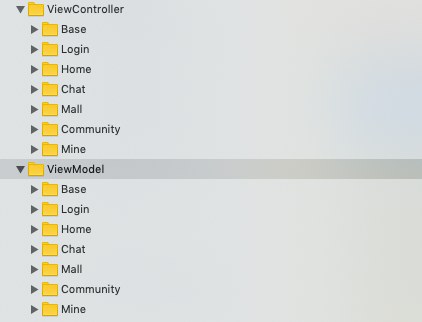 ViewController
Base
Login
Home
Chat
Mall
Community
Mine
ViewModel
Base
Login
Home
Chat
Mall
Community
Mine